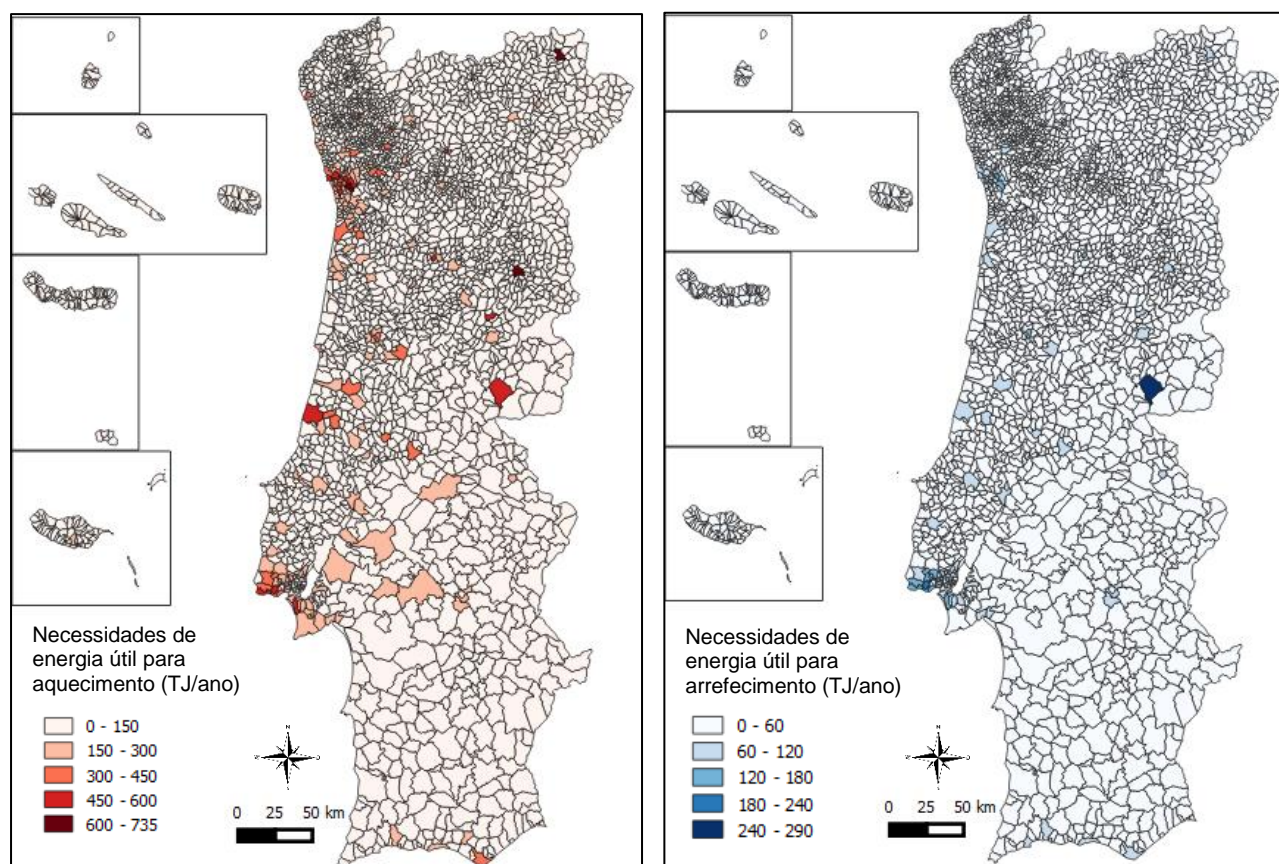 Necessidades de
energia útil para
aquecimento (TJ/ano)
0 - 150
150 - 300
300 - 450
450 - 600
600 - 735
N
W
E
S
0 25 50 km
Necessidades de
energia útil para
arrefecimento (TJ/ano)
0 - 60
60 - 120
120 - 180
180 - 240
240 - 290
N
W
E
S
0 25 50 km